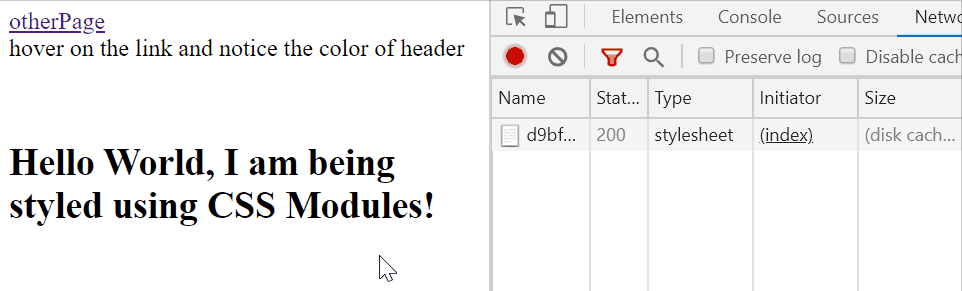 otherPage
hover on the link and notice the color of header
Hello World, I am being
styled using CSS Modules!
Elements Console Sources Netw
Preserve log Disable cach
Name Stat... Type Initiator Size
d9bf... 200 stylesheet (index) (disk cach...